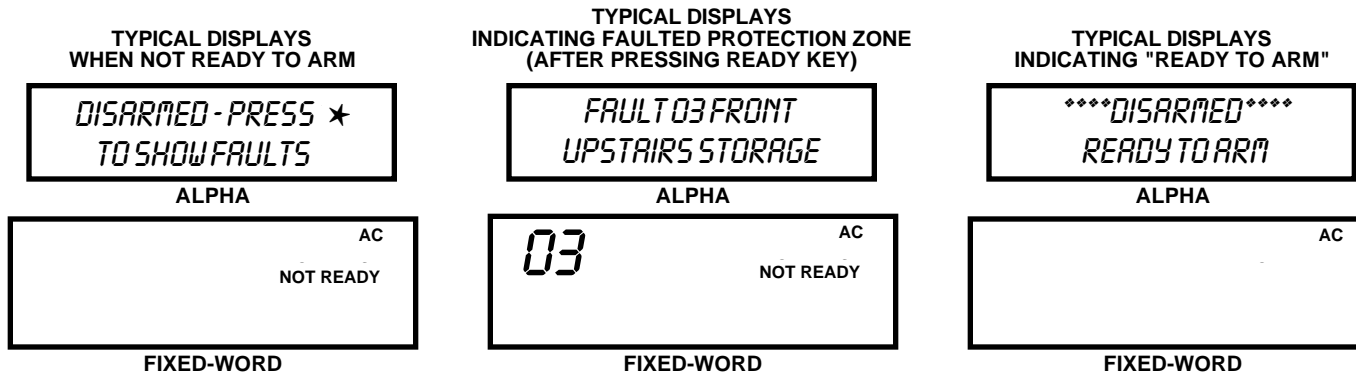 TYPICAL DISPLAYS
WHEN NOT READY TO ARM
DISARMED - PRESS ✶
TO SHOW FAULTS
ALPHA
AC
NOT READY
FIXED-WORD
TYPICAL DISPLAYS
INDICATING FAULTED PROTECTION ZONE
(AFTER PRESSING READY KEY)
FAULT 03 FRONT
UPSTAIRS STORAGE
ALPHA
03
AC
NOT READY
FIXED-WORD
TYPICAL DISPLAYS
INDICATING "READY TO ARM"
****DISARMED****
READY TO ARM
ALPHA
AC
FIXED-WORD